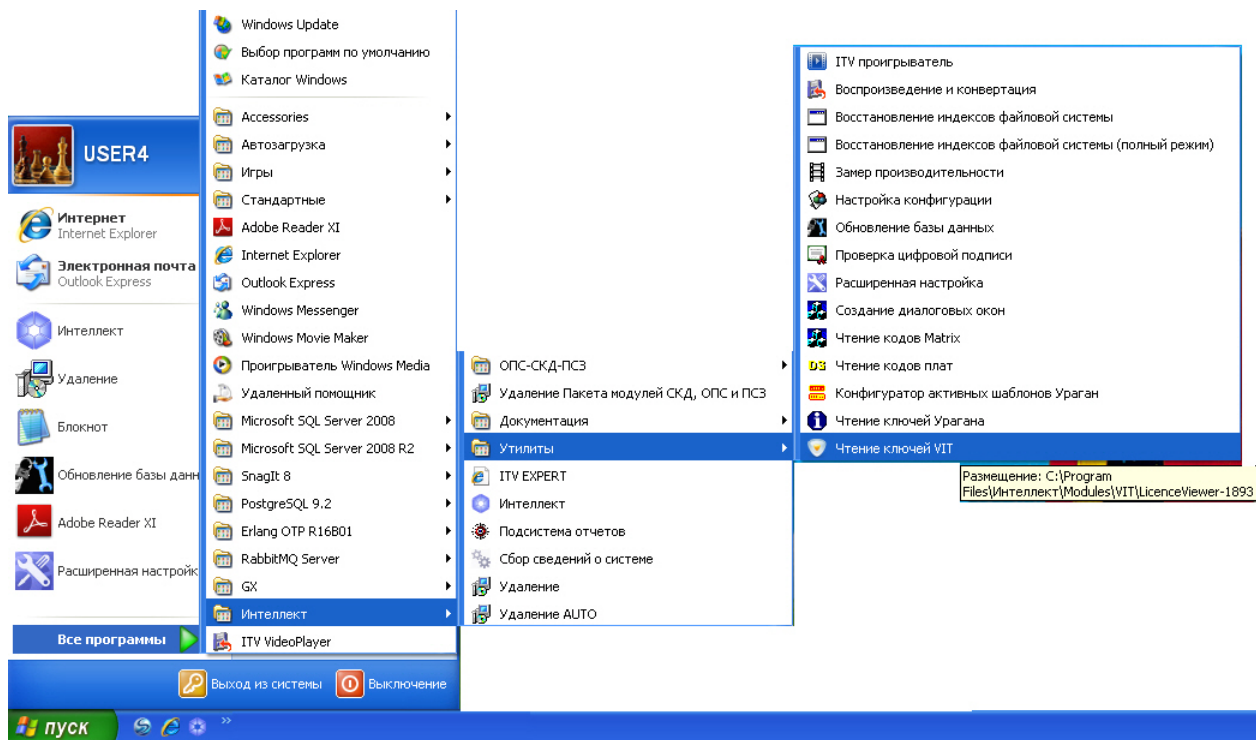 USER4
Интернет
Internet Explorer
Электронная почта
Outlook Express
Интеллект
Удаление
Блокнот
Обновление базы данн
Adobe Reader XI
Расширенная настройк
Все программы
Выход из системы
Выключение
пуск
Windows Update
Выбор программ по умолчанию
Каталог Windows
Accessories
Автозагрузка
Игры
Стандартные
Adobe Reader XI
Internet Explorer
Outlook Express
Windows Messenger
Windows Movie Maker
Проигрыватель Windows Media
Удаленный помощник
Microsoft SQL Server 2008
Microsoft SQL Server 2008 R2
SnagIt 8
PostgreSQL 9.2
Erlang OTP R16B01
RabbitMQ Server
GX
Интеллект
ITV VideoPlayer
ОПС-СКД-ПСЗ
Удаление Пакета модулей СКД, ОПС и ПСЗ
Документация
Утилиты
ITV EXPERT
Интеллект
Подсистема отчетов
Сбор сведений о системе
Удаление
Удаление AUTO
ITV проигрыватель
Воспроизведение и конвертация
Восстановление индексов файловой системы
Восстановление индексов файловой системы (полный режим)
Замер производительности
Настройка конфигурации
Обновление базы данных
Проверка цифровой подписи
Расширенная настройка
Создание диалоговых окон
Чтение кодов Matrix
D3 Чтение кодов плат
Конфигуратор активных шаблонов Ураган
Чтение ключей Урагана
Чтение ключей VIT
Размещение: C:\Program
Files\Интеллект\Modules\VIT\LicenceViewer-1893